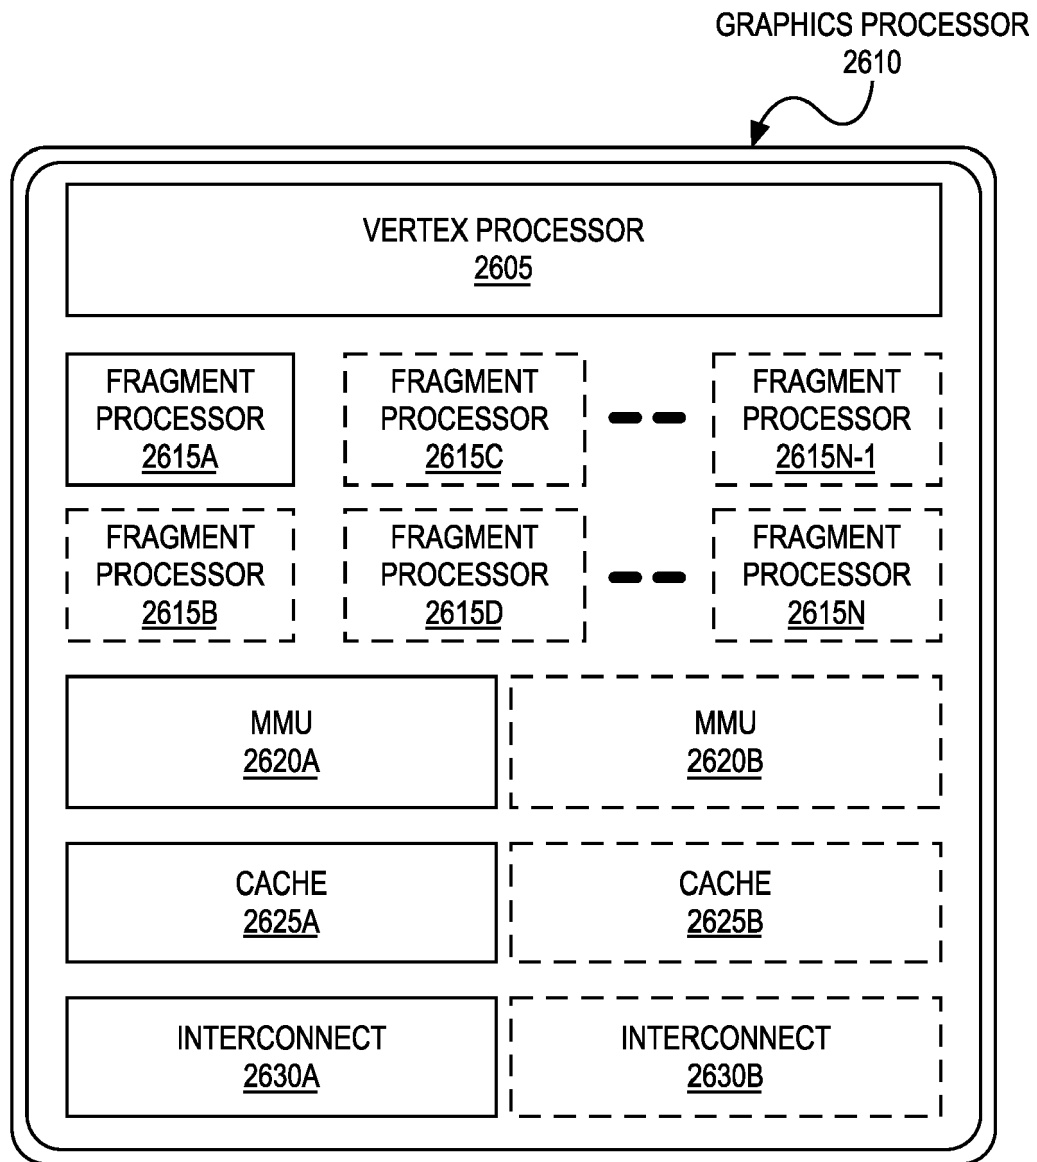 GRAPHICS PROCESSOR
2610
VERTEX PROCESSOR
2605
FRAGMENT
PROCESSOR
2615A
FRAGMENT
PROCESSOR
2615C
FRAGMENT
PROCESSOR
2615N-1
FRAGMENT
PROCESSOR
2615B
FRAGMENT
PROCESSOR
2615D
FRAGMENT
PROCESSOR
2615N
MMU
2620A
MMU
2620B
CACHE
2625A
CACHE
2625B
INTERCONNECT
2630A
INTERCONNECT
2630B